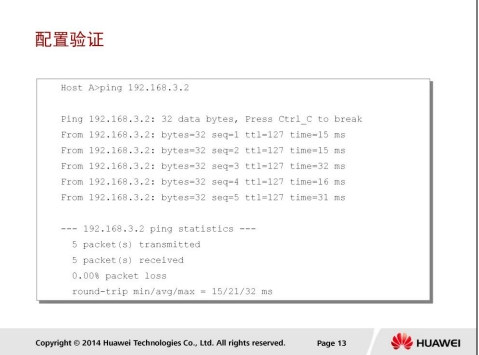 配置验证
Host A>ping 192.168.3.2
Ping 192.168.3.2: 32 data bytes, Press Ctrl_C to break
From 192.168.3.2: bytes=32 seq=1 ttl=127 time=15 ms
From 192.168.3.2: bytes=32 seq=2 ttl=127 time=15 ms
From 192.168.3.2: bytes=32 seq=3 ttl=127 time=32 ms
From 192.168.3.2: bytes=32 seq=4 ttl=127 time=16 ms
From 192.168.3.2: bytes=32 seq=5 ttl=127 time=31 ms
--- 192.168.3.2 ping statistics ---
5 packet(s) transmitted
5 packet(s) received
0.00% packet loss
round-trip min/avg/max = 15/21/32 ms
Copyright © 2014 Huawei Technologies Co., Ltd. All rights reserved. Page 13 HUAWEI